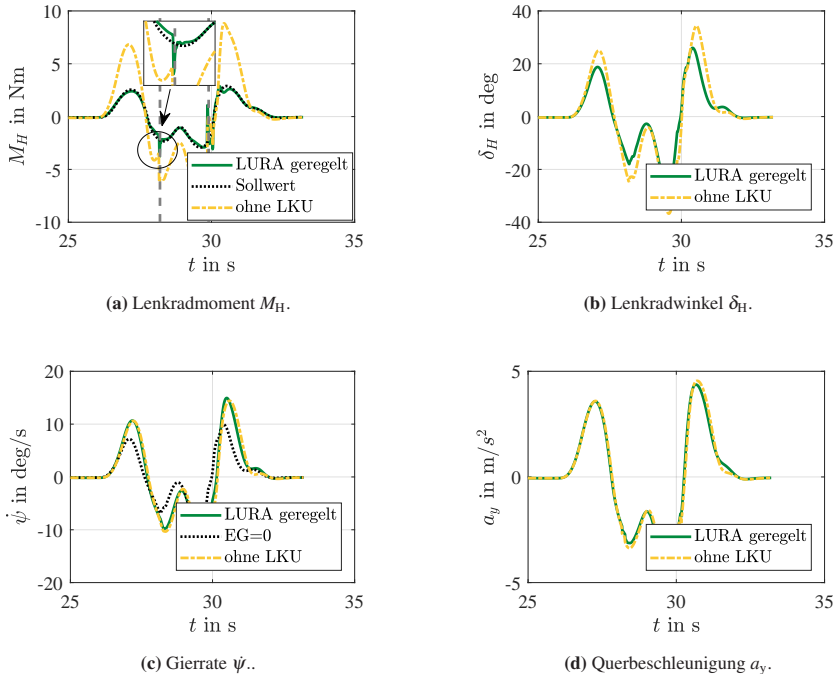 10
5
0
-5
-10
M_H in Nm
LURA geregelt
Sollwert
ohne LKU
25
30
35
t in s
(a) Lenkradmoment M_H.
40
20
0
-20
-40
δ_H in deg
LURA geregelt
ohne LKU
25
30
35
t in s
(b) Lenkradwinkel δ_H.
20
10
0
-10
-20
ψ̇ in deg/s
LURA geregelt
EG=0
ohne LKU
25
30
35
t in s
(c) Gierrate ψ̇..
5
0
-5
a_y in m/s²
LURA geregelt
ohne LKU
25
30
35
t in s
(d) Querbeschleunigung a_y.